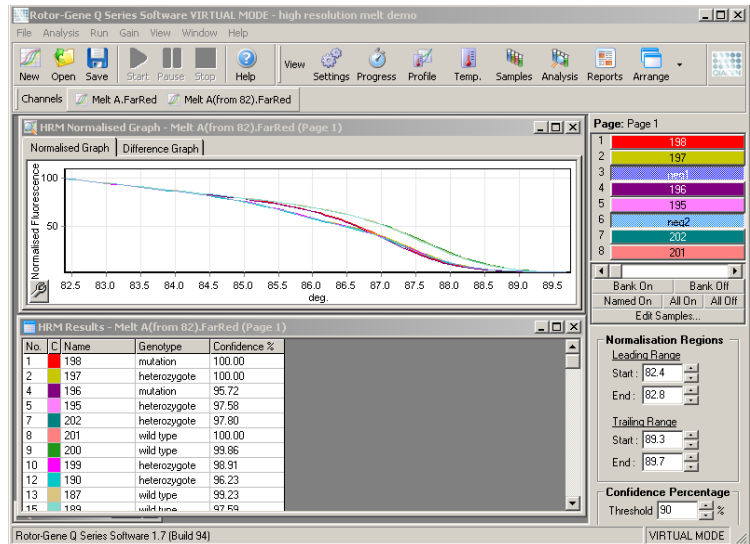 Rotor-Gene Q Series Software VIRTUAL MODE - high resolution melt demo
File Analysis Run Gain View Window Help
New Open Save Start Pause Stop Help View Settings Progress Profile Temp. Samples Analysis Reports Arrange
Channels Melt A.FarRed Melt A(from 82).FarRed
HRM Normalised Graph - Melt A(from 82).FarRed (Page 1)
Normalised Graph Difference Graph
Normalised Fluorescence
100
50
82.5 83.0 83.5 84.0 84.5 85.0 85.5 86.0 86.5 87.0 87.5 88.0 88.5 89.0 89.5
deg.
HRM Results - Melt A(from 82).FarRed (Page 1)
No. C Name Genotype Confidence %
1 198 mutation 100.00
2 197 heterozygote 100.00
4 196 mutation 95.72
5 195 heterozygote 97.58
7 202 heterozygote 97.80
8 201 wild type 100.00
9 200 wild type 99.86
10 199 heterozygote 98.91
12 190 heterozygote 96.23
13 187 wild type 99.23
15 189 wild type 97.59
Page: Page 1
1 198
2 197
3 neg1
4 196
5 195
6 neg2
7 202
8 201
Bank On Bank Off
Named On All On All Off
Edit Samples...
Normalisation Regions
Leading Range
Start : 82.4
End : 82.8
Trailing Range
Start : 89.3
End : 89.7
Confidence Percentage
Threshold 90 %
Rotor-Gene Q Series Software 1.7 (Build 94)
VIRTUAL MODE